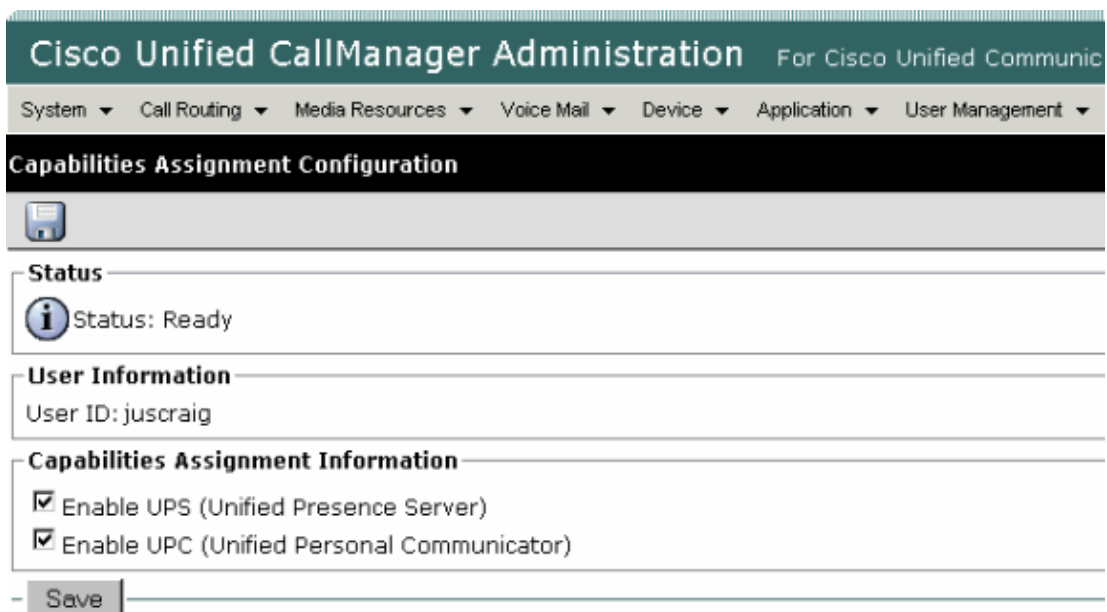 Cisco Unified CallManager Administration For Cisco Unified Communic
System Call Routing Media Resources Voice Mail Device Application User Management
Capabilities Assignment Configuration
Status
Status: Ready
User Information
User ID: juscraig
Capabilities Assignment Information
Enable UPS (Unified Presence Server)
Enable UPC (Unified Personal Communicator)
Save